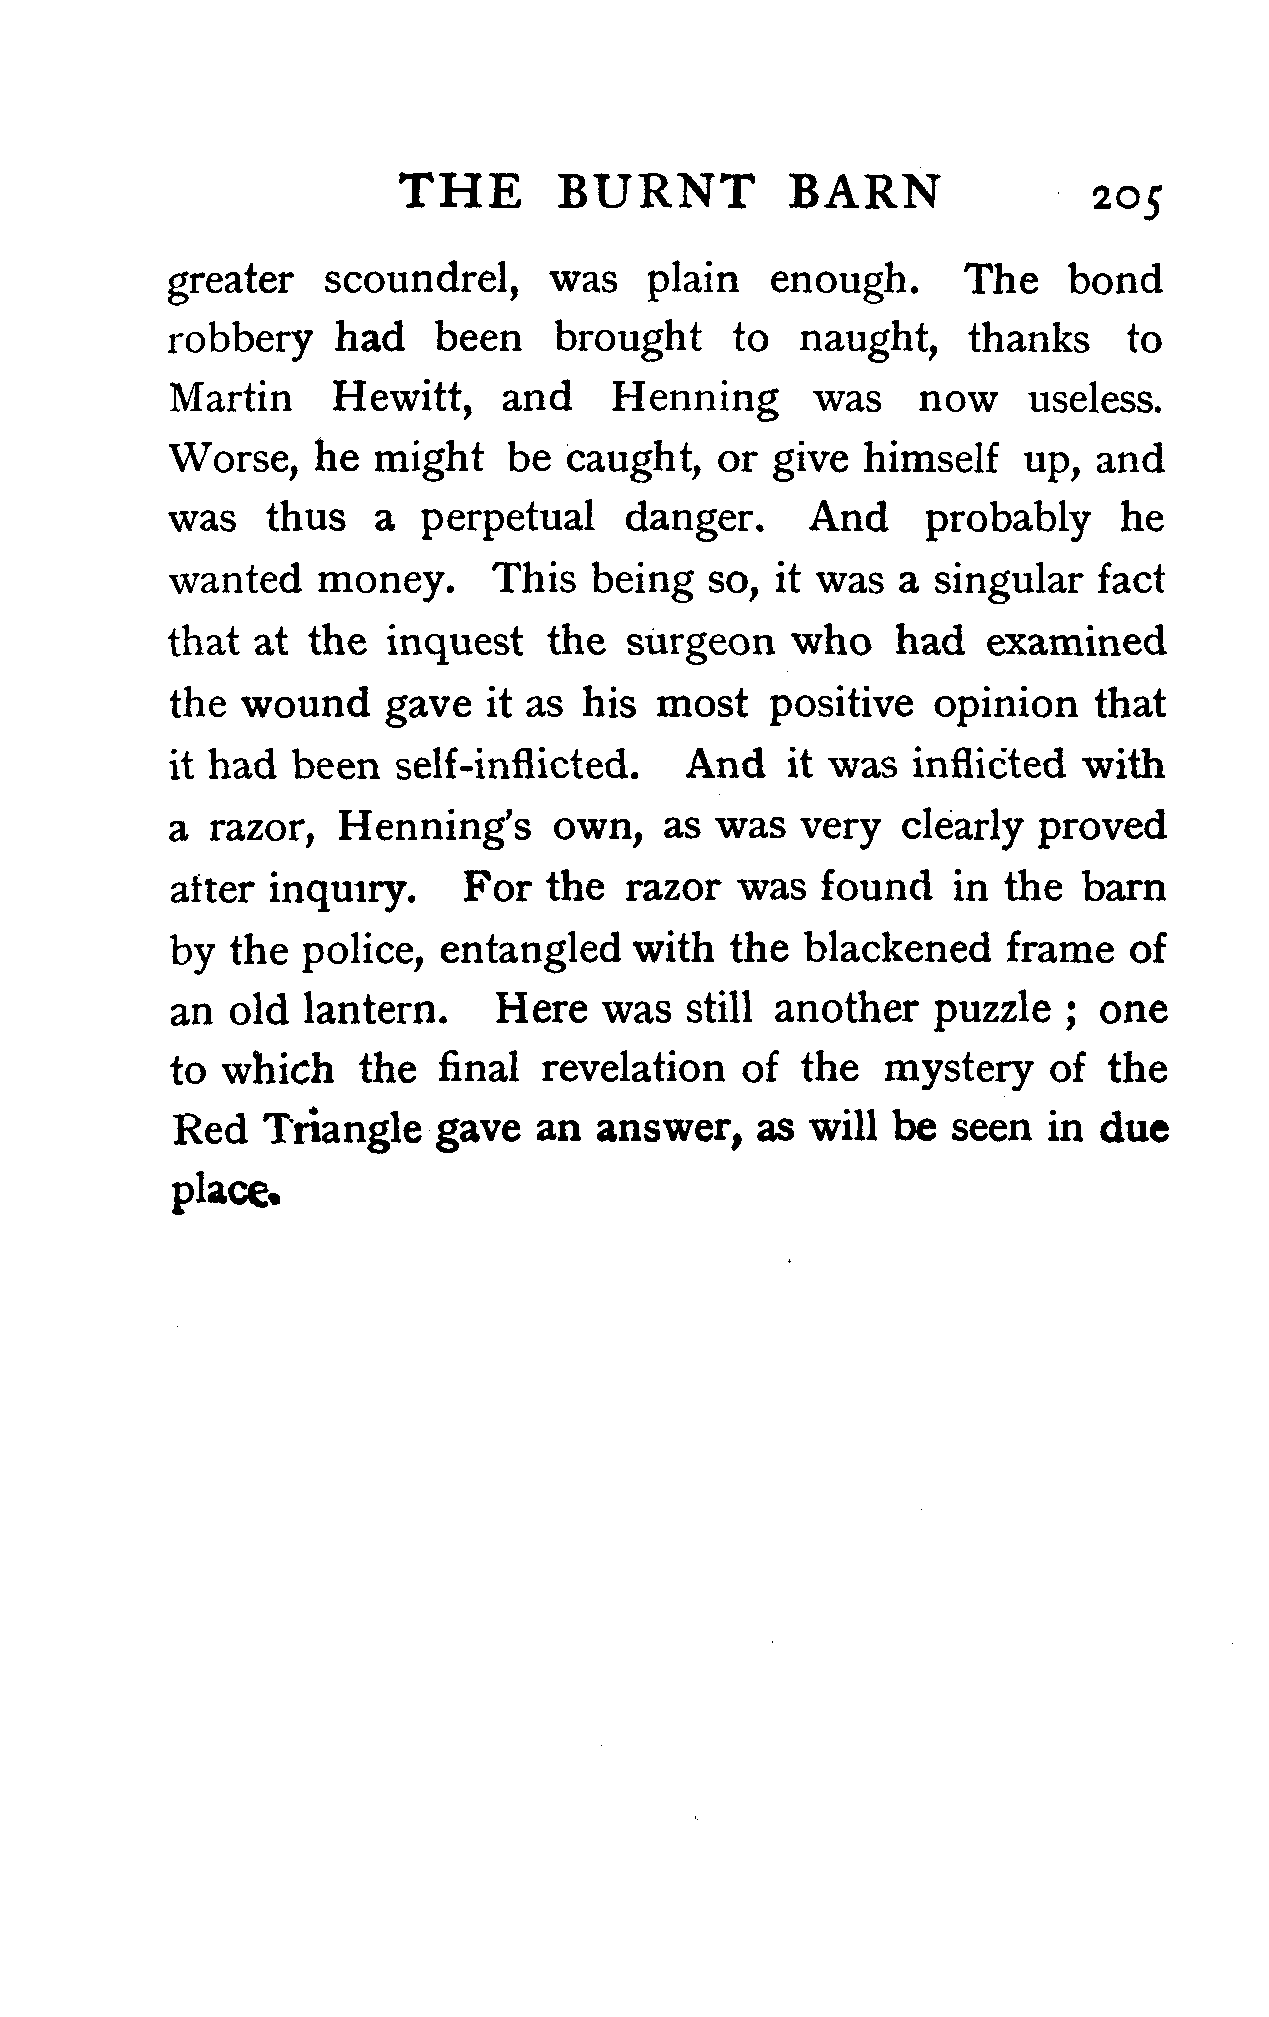 THE BURNT BARN 205
greater scoundrel, was plain enough. The bond
robbery had been brought to naught, thanks to
Martin Hewitt, and Henning was now useless.
Worse, he might be caught, or give himself up, and
was thus a perpetual danger. And probably he
wanted money. This being so, it was a singular fact
that at the inquest the surgeon who had examined
the wound gave it as his most positive opinion that
it had been self-inflicted. And it was inflicted with
a razor, Henning's own, as was very clearly proved
after inquiry. For the razor was found in the barn
by the police, entangled with the blackened frame of
an old lantern. Here was still another puzzle ; one
to which the final revelation of the mystery of the
Red Triangle gave an answer, as will be seen in due
place.